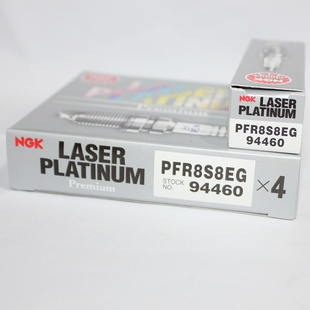 NGK
LASER
PLATINUM
PFR8S8EG
94460
NGK
LASER
PLATINUM
Premium
PFR8S8EG
STOCK
NO.
94460
×4